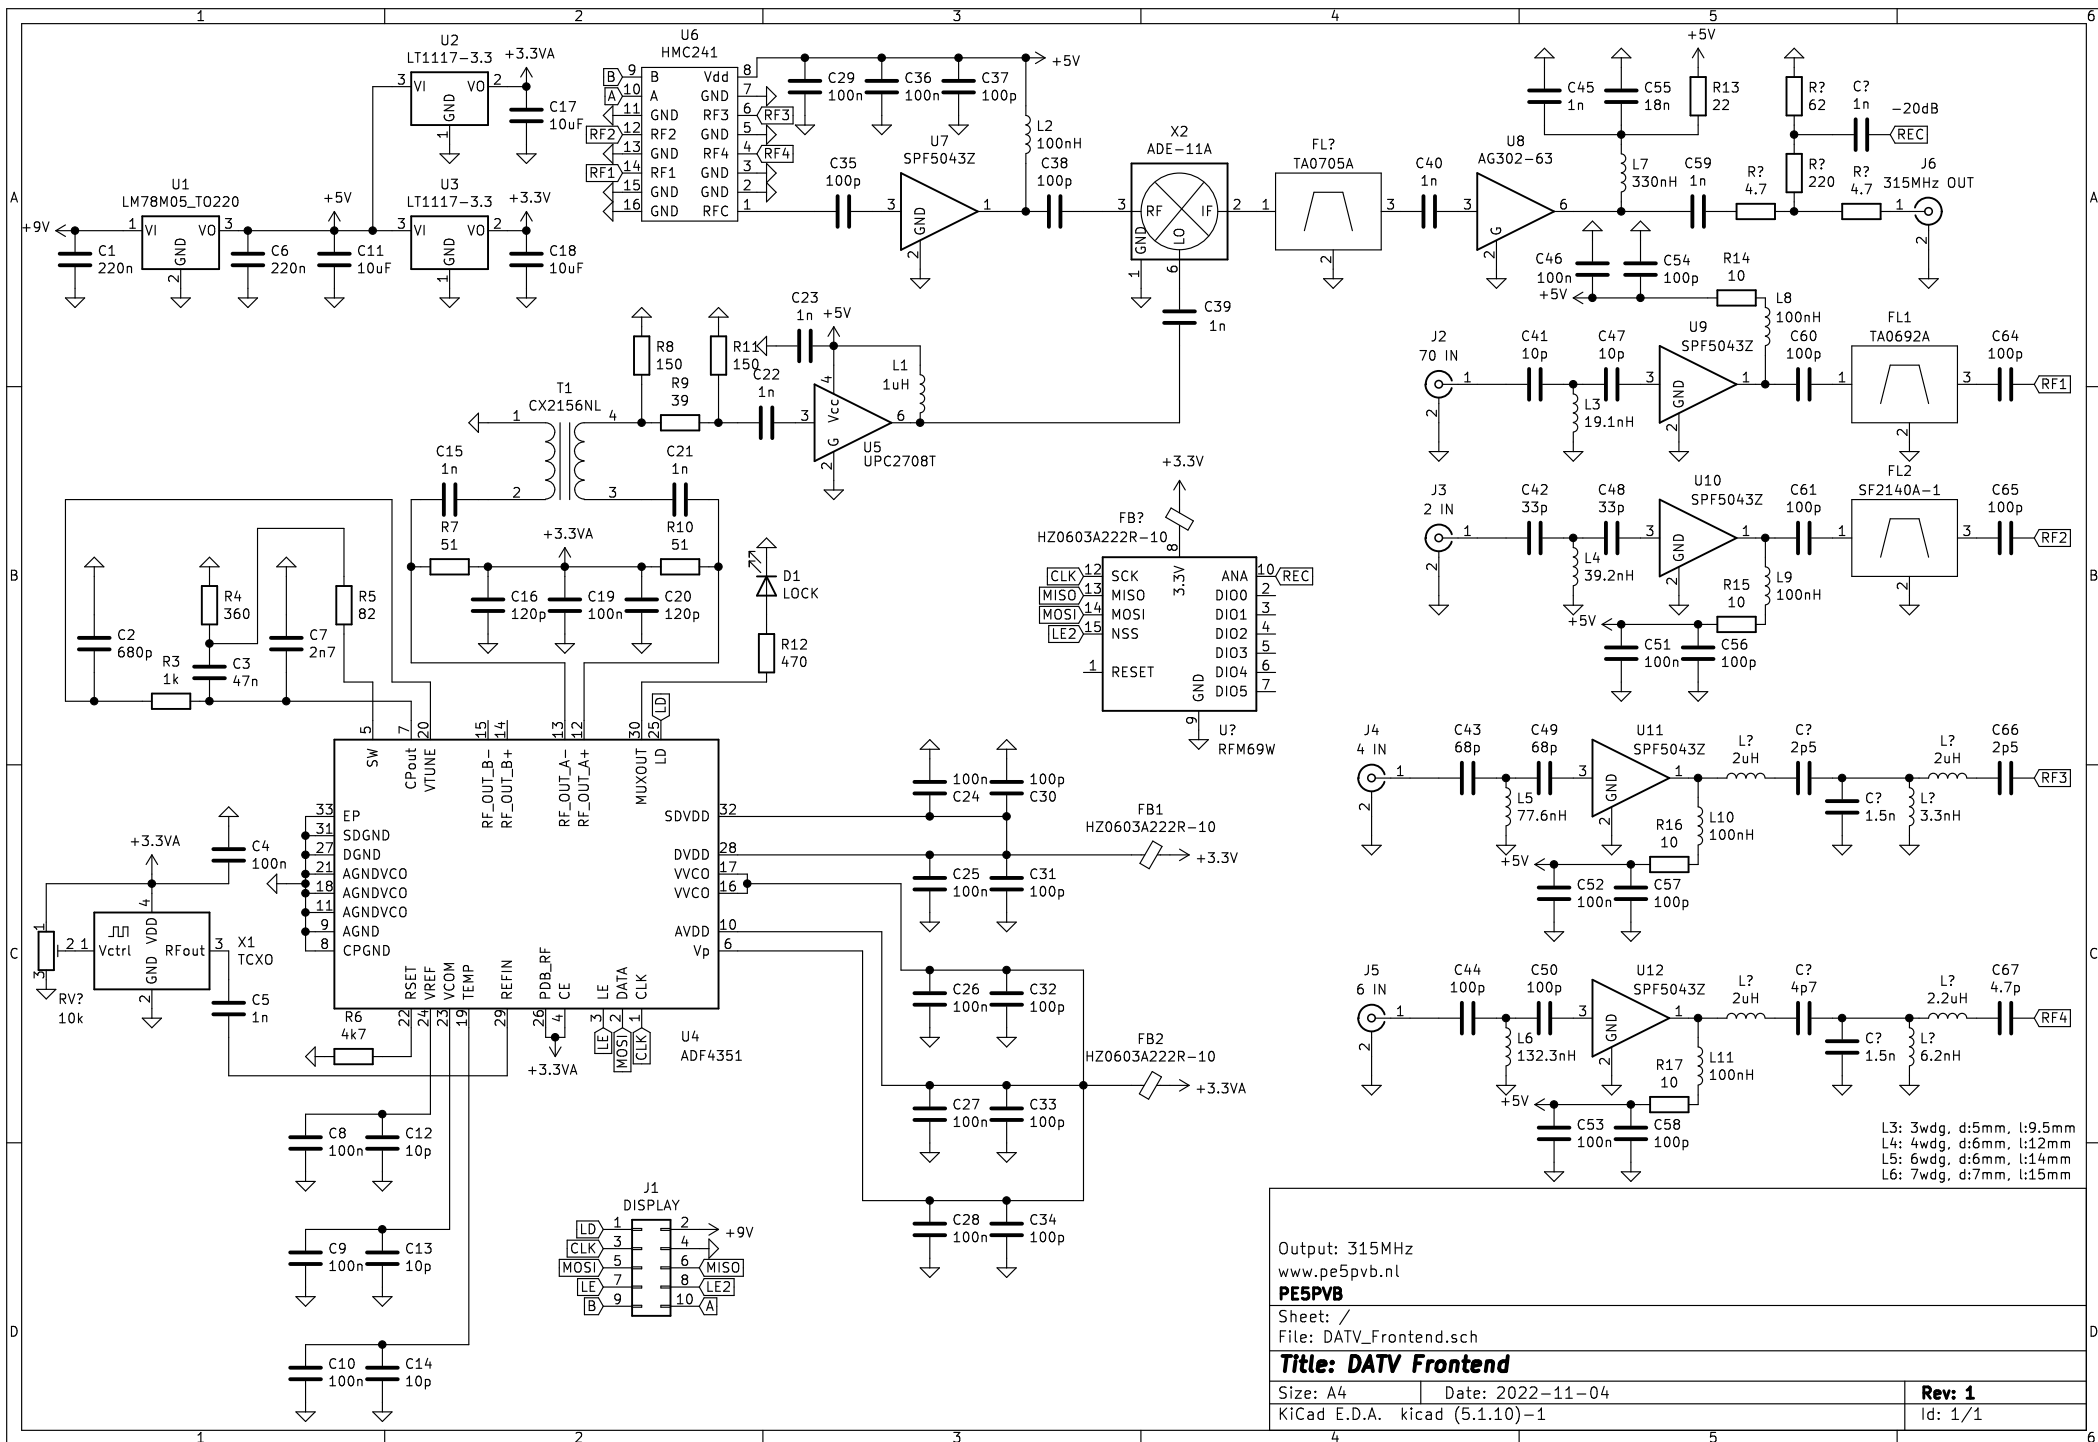 1 2 3 4 5 6
A
B
C
D
U1
LM78M05_TO220
+9V
1 VI VO 3
GND
2
C1
220n
C6
220n
+5V
C11
10uF
U2
LT1117-3.3
3 VI VO 2
GND
1
+3.3VA
C17
10uF
U3
LT1117-3.3
3 VI VO 2
GND
1
+3.3V
C18
10uF
U6
HMC241
B 9 B Vdd 8
A 10 A GND 7
11 GND RF3 6 RF3
RF2 12 RF2 GND 5
13 GND RF4 4 RF4
RF1 14 RF1 GND 3
15 GND GND 2
16 GND RFC 1
C29
100n
C36
100n
C37
100p
+5V
L2
100nH
C35
100p
U7
SPF5043Z
3 GND 1
2
C38
100p
X2
ADE-11A
3 RF IF 2
GND LO
1 6
C39
1n
FL?
TA0705A
1 3
2
C40
1n
U8
AG302-63
3 G 6
2
C45
1n
C55
18n
+5V
R13
22
L7
330nH
C59
1n
R?
62
C?
1n
-20dB
REC
R?
220
R?
4.7
R?
4.7
J6
315MHz OUT
1
2
C46
100n
C54
100p
+5V
R14
10
L8
100nH
J2
70 IN
1
2
C41
10p
C47
10p
L3
19.1nH
U9
SPF5043Z
3 GND 1
2
C60
100p
FL1
TA0692A
1 3
2
C64
100p
RF1
J3
2 IN
1
2
C42
33p
C48
33p
L4
39.2nH
U10
SPF5043Z
3 GND 1
2
C61
100p
FL2
SF2140A-1
1 3
2
C65
100p
RF2
R15
10
L9
100nH
+5V
C51
100n
C56
100p
J4
4 IN
1
2
C43
68p
C49
68p
L5
77.6nH
U11
SPF5043Z
3 GND 1
2
L?
2uH
C?
2p5
L?
2uH
C66
2p5
RF3
C?
1.5n
L?
3.3nH
R16
10
L10
100nH
+5V
C52
100n
C57
100p
J5
6 IN
1
2
C44
100p
C50
100p
L6
132.3nH
U12
SPF5043Z
3 GND 1
2
L?
2uH
C?
4p7
L?
2.2uH
C67
4.7p
RF4
C?
1.5n
L?
6.2nH
R17
10
L11
100nH
+5V
C53
100n
C58
100p
R8
150
R9
39
R11
150
C23
1n
+5V
C22
1n
L1
1uH
4 Vcc
3 G 6
2
U5
UPC2708T
T1
CX2156NL
1 4
2 3
C15
1n
C21
1n
R7
51
R10
51
+3.3VA
C16
120p
C19
100n
C20
120p
D1
LOCK
R12
470
C2
680p
R3
1k
R4
360
C3
47n
C7
2n7
R5
82
+3.3V
FB?
HZ0603A222R-10
8
3.3V
CLK 12 SCK ANA 10 REC
MISO 13 MISO DIO0 2
MOSI 14 MOSI DIO1 3
LE2 15 NSS DIO2 4
DIO3 5
1 RESET DIO4 6
DIO5 7
GND
9
U?
RFM69W
5 7 20 15 14 13 12 30 25 LD
SW CPout VTUNE RF_OUT_B- RF_OUT_B+ RF_OUT_A- RF_OUT_A+ MUXOUT LD
33 EP SDVDD 32
31 SDGND
27 DGND DVDD 28
21 AGNDVCO VVCO 17
18 AGNDVCO VVCO 16
11 AGNDVCO
9 AGND AVDD 10
8 CPGND Vp 6
RSET VREF VCOM TEMP REFIN PDB_RF CE LE DATA CLK
22 24 23 19 29 26 4 3 2 1
LE MOSI CLK
+3.3VA
U4
ADF4351
R6
4k7
+3.3VA
C4
100n
4
1 Vctrl VDD RFout 3
GND
2
X1
TCXO
1 2 3
RV?
10k
C5
1n
C8
100n
C12
10p
C9
100n
C13
10p
C10
100n
C14
10p
100n
C24
100p
C30
C25
100n
C31
100p
FB1
HZ0603A222R-10
+3.3V
C26
100n
C32
100p
FB2
HZ0603A222R-10
+3.3VA
C27
100n
C33
100p
C28
100n
C34
100p
J1
DISPLAY
LD 1 2 +9V
CLK 3 4
MOSI 5 6 MISO
LE 7 8 LE2
B 9 10 A
L3: 3wdg, d:5mm, l:9.5mm
L4: 4wdg, d:6mm, l:12mm
L5: 6wdg, d:6mm, l:14mm
L6: 7wdg, d:7mm, l:15mm
Output: 315MHz
www.pe5pvb.nl
PE5PVB
Sheet: /
File: DATV_Frontend.sch
Title: DATV Frontend
Size: A4 Date: 2022-11-04 Rev: 1
KiCad E.D.A. kicad (5.1.10)-1 Id: 1/1
1 2 3 4 5 6
A
B
C
D